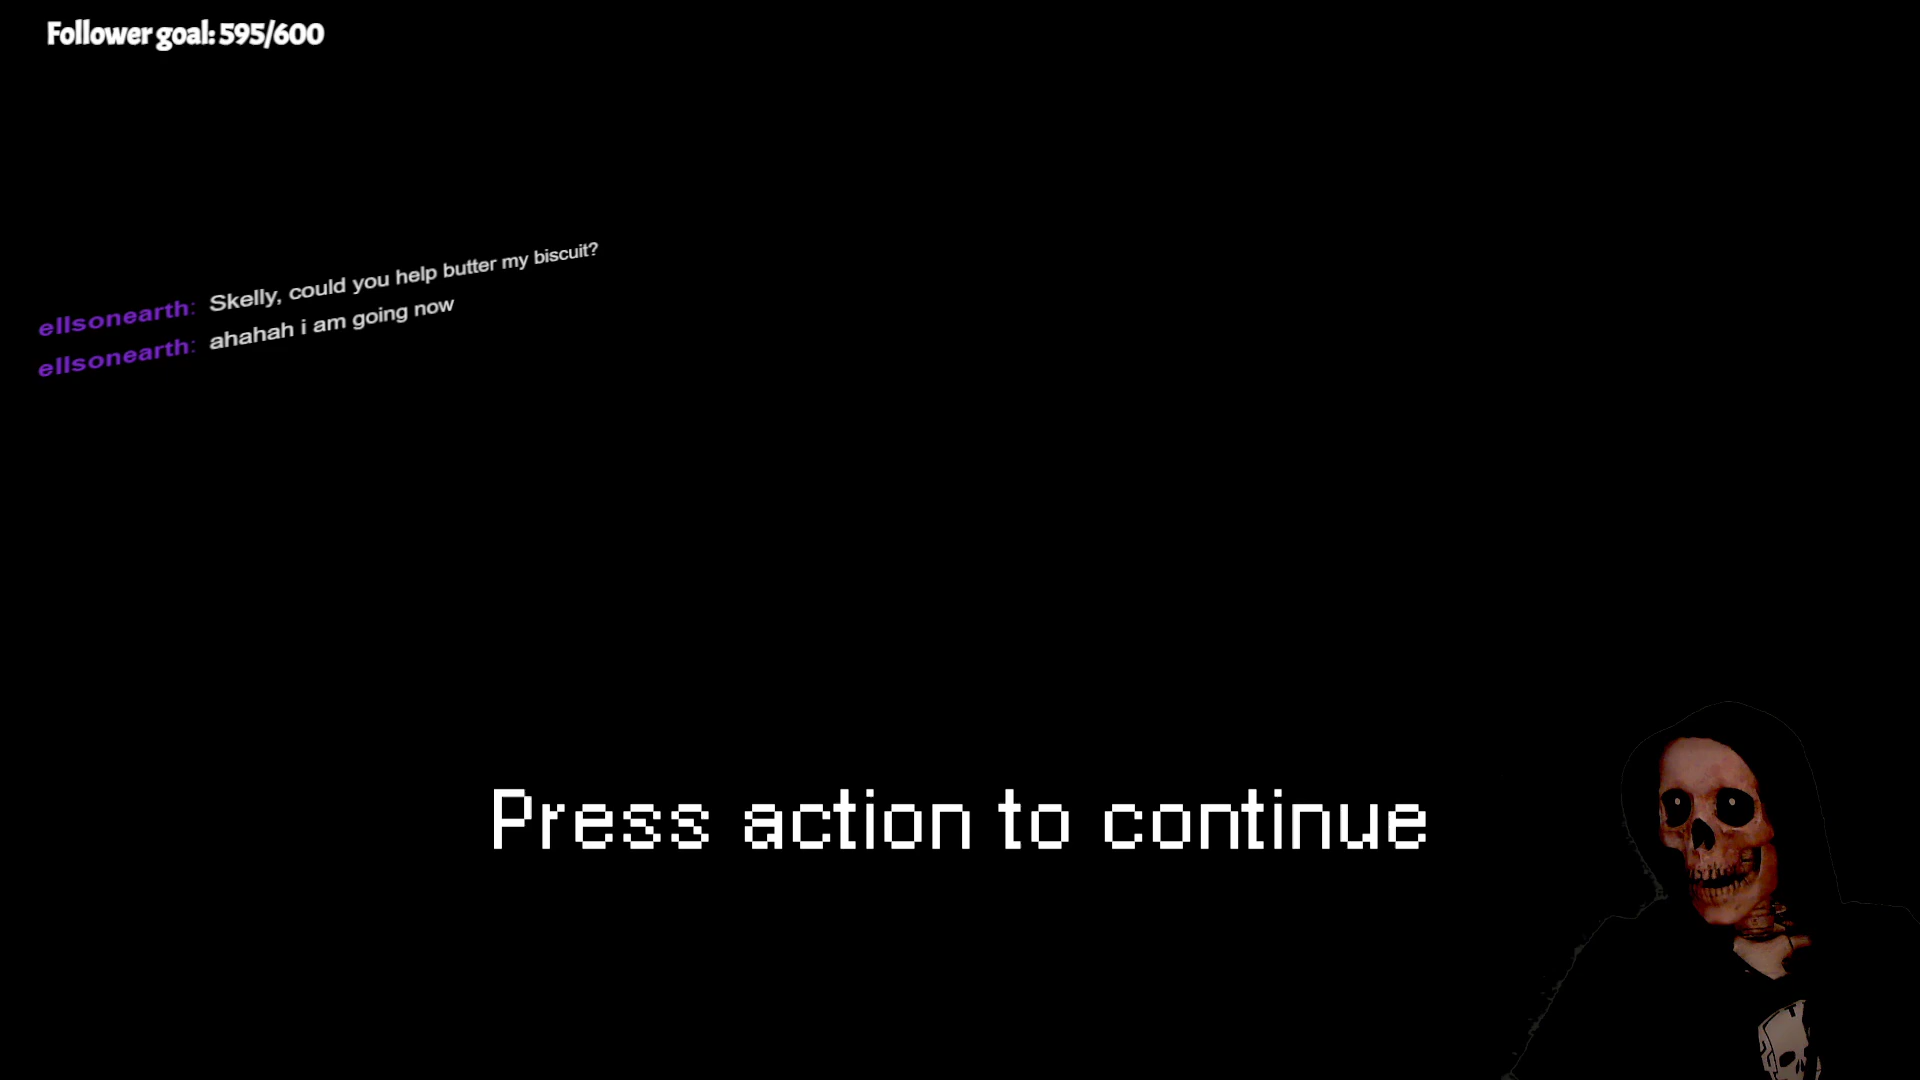 Follower goal: 595/600
ellsonearth: Skelly, could you help butter my biscuit?
ellsonearth: ahahah i am going now
Press action to continue